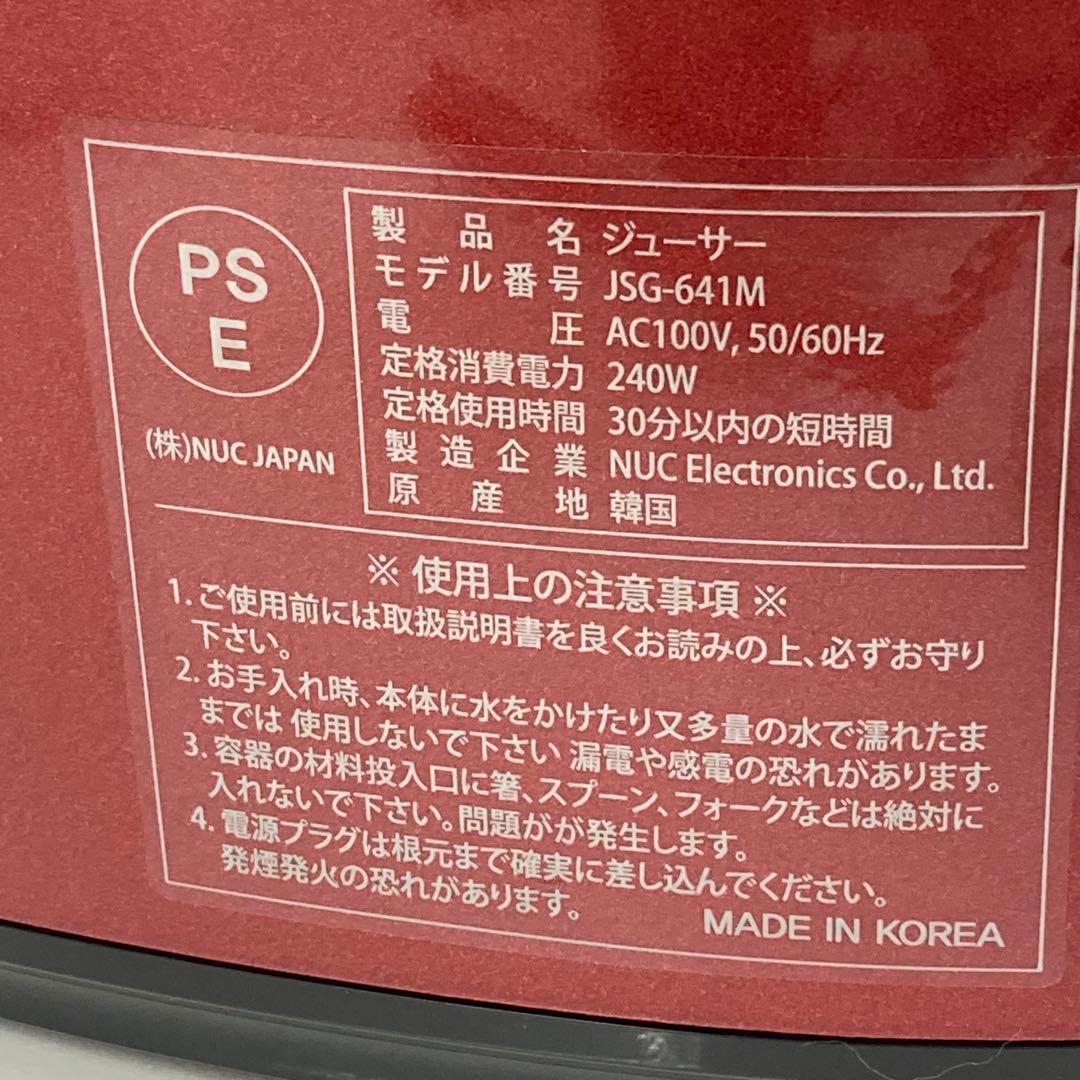 PS
E
(株)NUC JAPAN
製品名 ジューサー
モデル番号 JSG-641M
電圧 AC100V, 50/60Hz
定格消費電力 240W
定格使用時間 30分以内の短時間
製造企業 NUC Electronics Co., Ltd.
原産地 韓国
※ 使用上の注意事項 ※
1. ご使用前には取扱説明書を良くお読みの上、必ずお守り
下さい。
2. お手入れ時、本体に水をかけたり又多量の水で濡れたま
までは 使用しないで下さい 漏電や感電の恐れがあります。
3. 容器の材料投入口に箸、スプーン、フォークなどは絶対に
入れないで下さい。問題がが発生します。
4. 電源プラグは根元まで確実に差し込んでください。
発煙発火の恐れがあります。
MADE IN KOREA